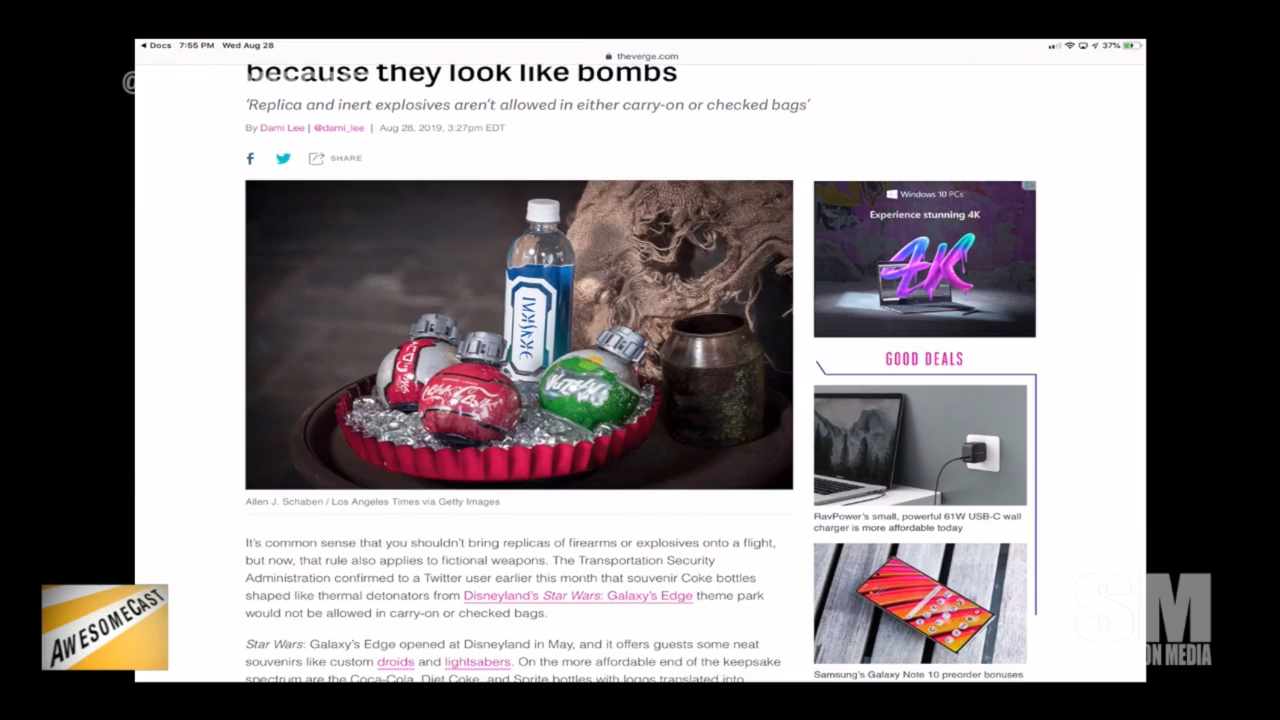 Docs 7:55 PM Wed Aug 28
37%
theverge.com
because they look like bombs
'Replica and inert explosives aren't allowed in either carry-on or checked bags'
By Dami Lee | @dami_lee | Aug 28, 2019, 3:27pm EDT
SHARE
Windows 10 PCs
Experience stunning 4K
4K
GOOD DEALS
Allen J. Schaben / Los Angeles Times via Getty Images
RavPower's small, powerful 61W USB-C wall
charger is more affordable today
It's common sense that you shouldn't bring replicas of firearms or explosives onto a flight,
but now, that rule also applies to fictional weapons. The Transportation Security
Administration confirmed to a Twitter user earlier this month that souvenir Coke bottles
shaped like thermal detonators from Disneyland's Star Wars: Galaxy's Edge theme park
would not be allowed in carry-on or checked bags.
Star Wars: Galaxy's Edge opened at Disneyland in May, and it offers guests some neat
souvenirs like custom droids and lightsabers. On the more affordable end of the keepsake
spectrum are the Coca-Cola, Diet Coke, and Sprite bottles with logos translated into
Samsung's Galaxy Note 10 preorder bonuses
AWESOMECAST
SM
ON MEDIA